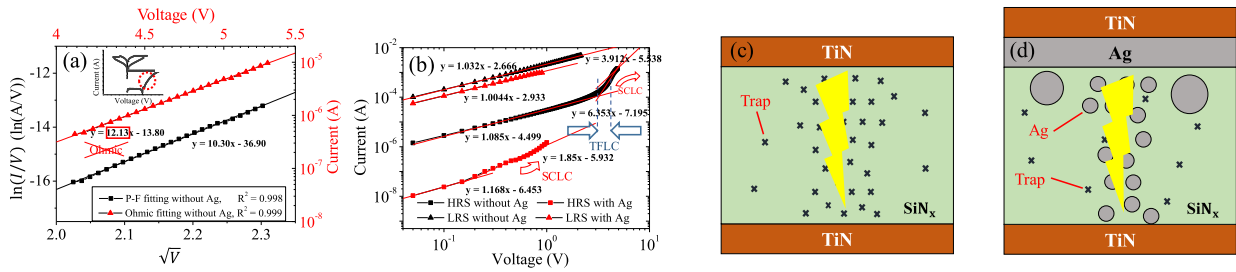 Voltage (V)
4 4.5 5 5.5
(a)
Current (A)
Voltage (V)
ln(I/V) (ln(A/V))
-12
-14
-16
10⁻⁵
10⁻⁶
10⁻⁷
10⁻⁸
Current (A)
y = 12.13x - 13.80
Ohmic
y = 10.30x - 36.90
P-F fitting without Ag, R² = 0.998
Ohmic fitting without Ag, R² = 0.999
2.0 2.1 2.2 2.3
√V
(b)
Current (A)
10⁻²
10⁻⁴
10⁻⁶
10⁻⁸
10⁻¹⁰
y = 1.032x - 2.666
y = 3.912x - 5.538
y = 1.0044x - 2.933
SCLC
y = 6.353x - 7.195
TFLC
y = 1.085x - 4.499
y = 1.85x - 5.932
SCLC
y = 1.168x - 6.453
HRS without Ag HRS with Ag
LRS without Ag LRS with Ag
10⁻¹ 10⁰ 10¹
Voltage (V)
TiN
(c)
Trap
SiNₓ
TiN
TiN
Ag
(d)
Ag
Trap
SiNₓ
TiN